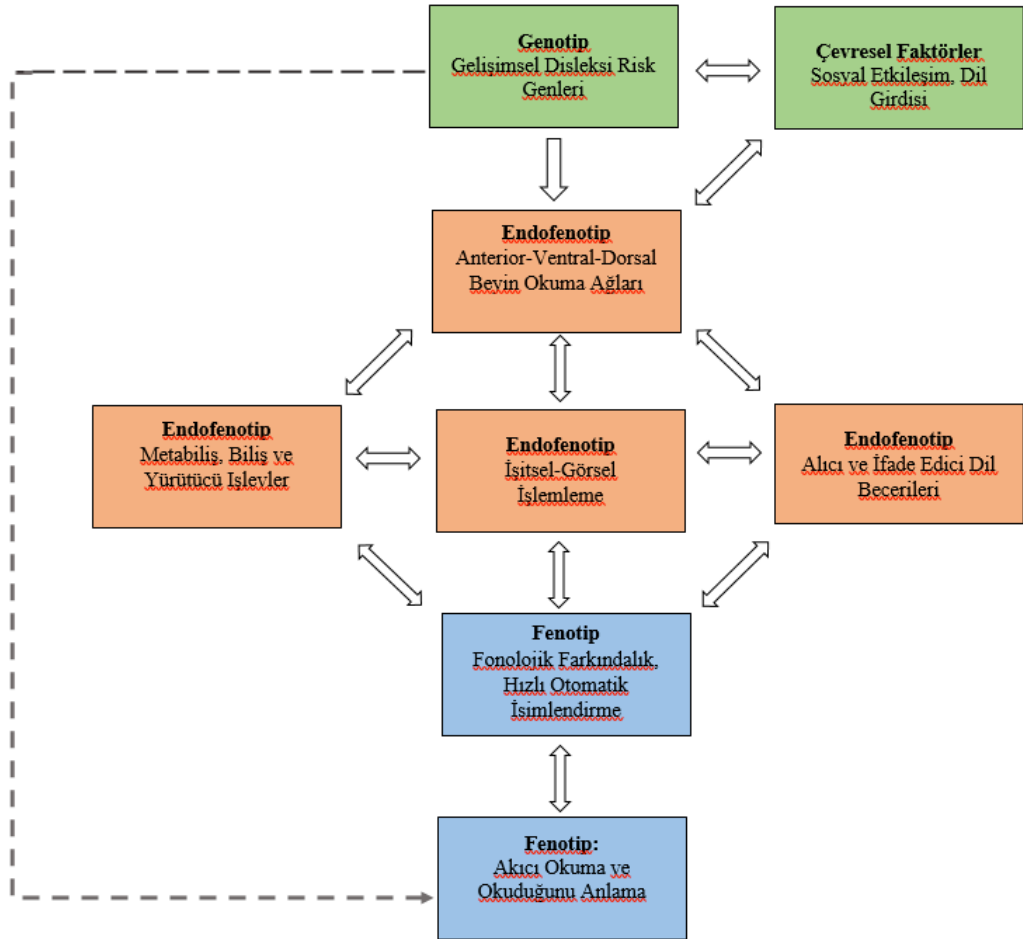 Genotip
Gelişimsel Disleksi Risk
Genleri
Çevresel Faktörler
Sosyal Etkileşim, Dil
Girdisi
Endofenotip
Anterior-Ventral-Dorsal
Beyin Okuma Ağları
Endofenotip
Metabiliş, Biliş ve
Yürütücü İşlevler
Endofenotip
İşitsel-Görsel
İşlemleme
Endofenotip
Alıcı ve İfade Edici Dil
Becerileri
Fenotip
Fonolojik Farkındalık,
Hızlı Otomatik
İsimlendirme
Fenotip:
Akıcı Okuma ve
Okuduğunu Anlama